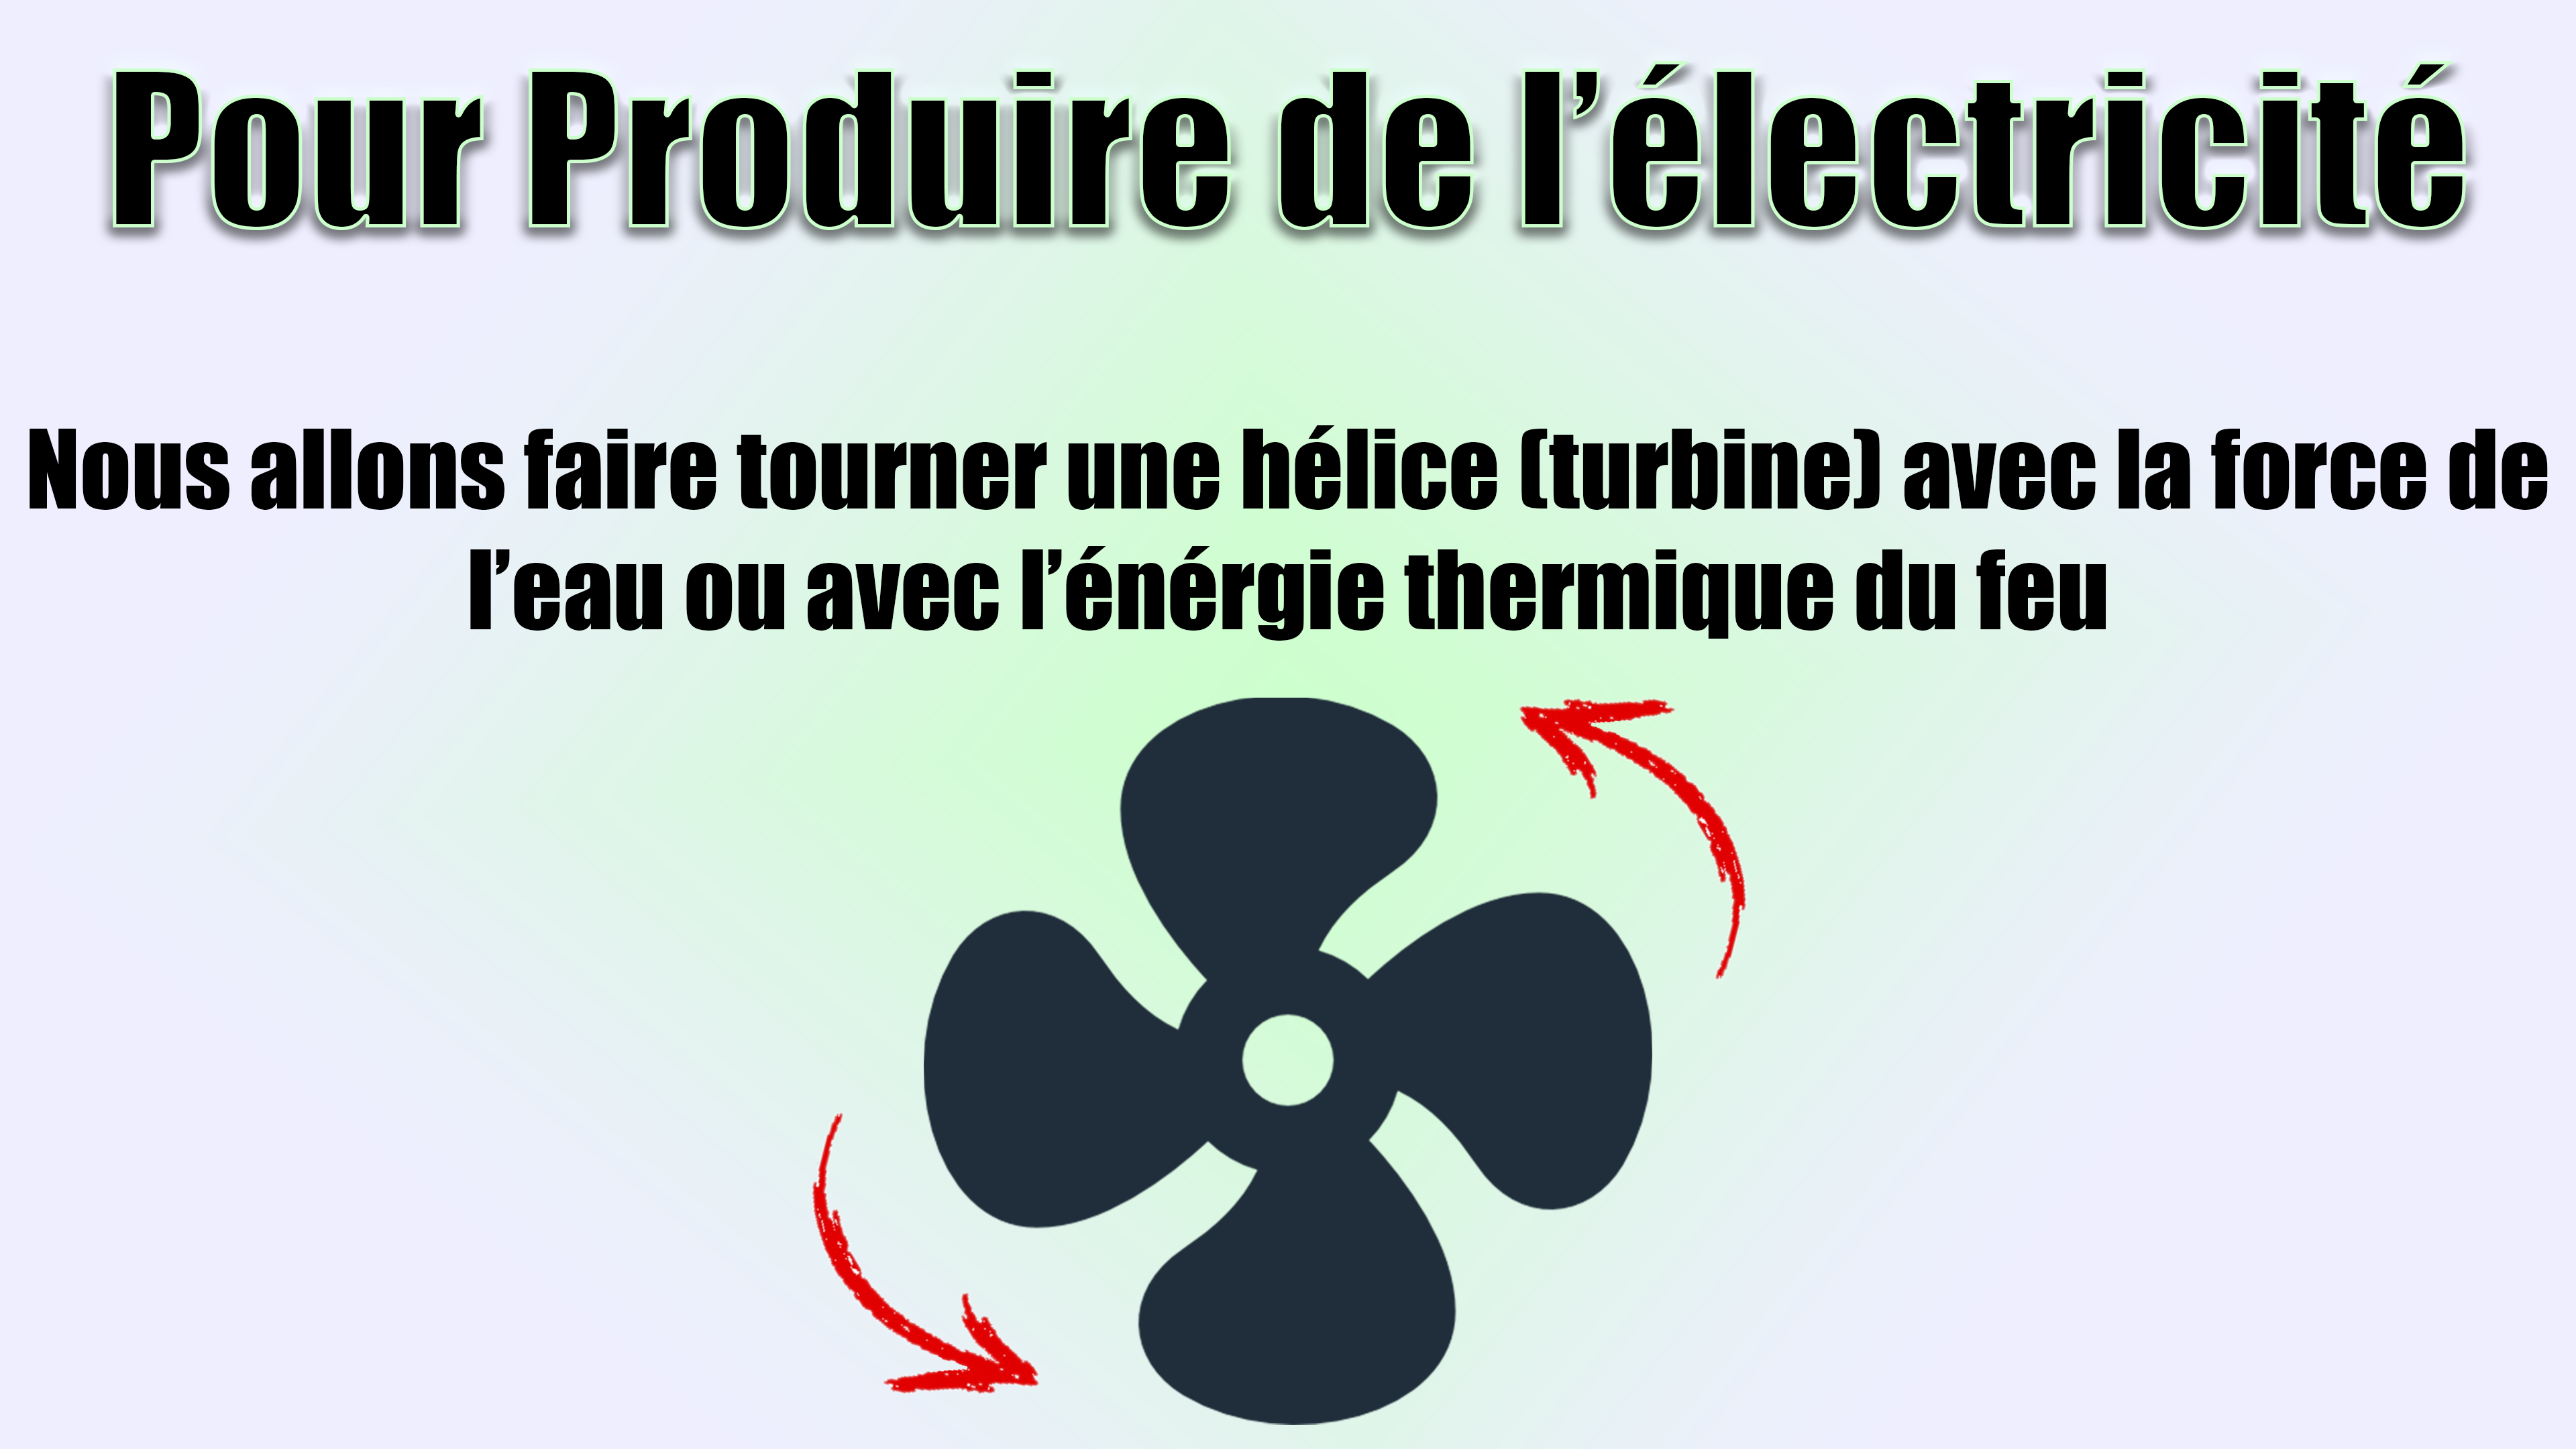 Pour Produire de l’électricité
Nous allons faire tourner une hélice (turbine) avec la force de
l’eau ou avec l’énérgie thermique du feu